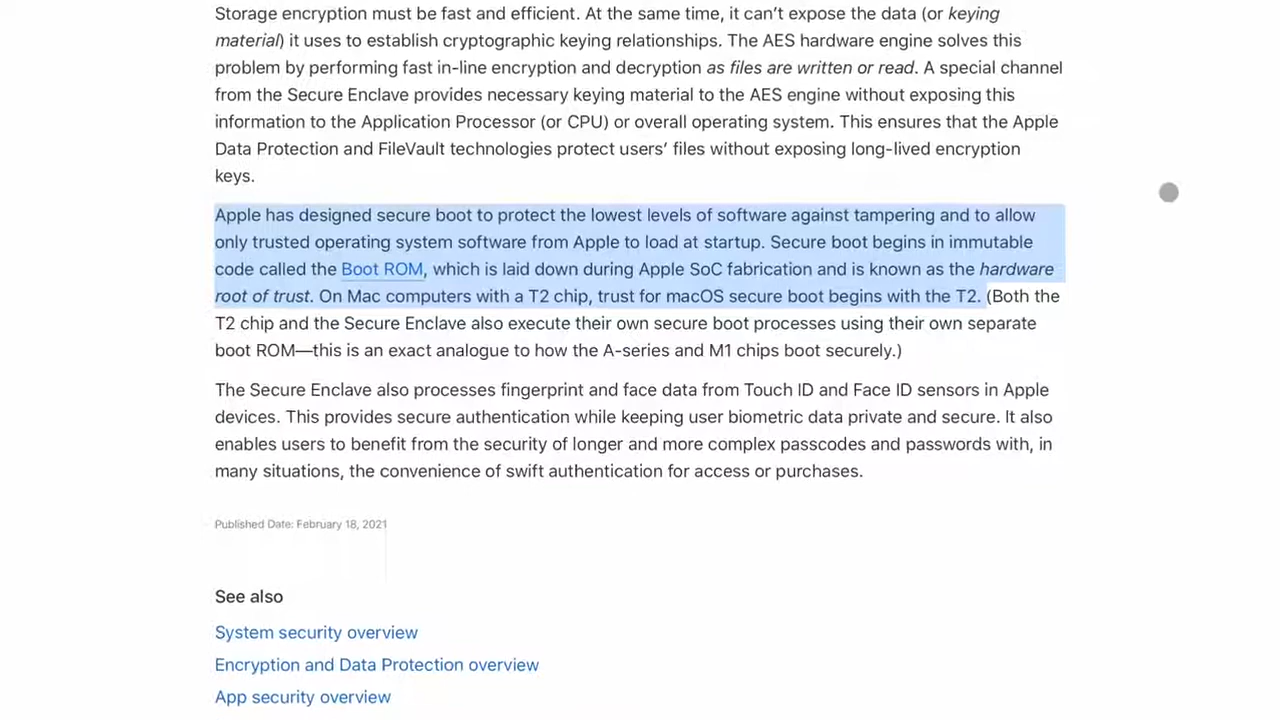 Storage encryption must be fast and efficient. At the same time, it can’t expose the data (or keying
material) it uses to establish cryptographic keying relationships. The AES hardware engine solves this
problem by performing fast in-line encryption and decryption as files are written or read. A special channel
from the Secure Enclave provides necessary keying material to the AES engine without exposing this
information to the Application Processor (or CPU) or overall operating system. This ensures that the Apple
Data Protection and FileVault technologies protect users’ files without exposing long-lived encryption
keys.
Apple has designed secure boot to protect the lowest levels of software against tampering and to allow
only trusted operating system software from Apple to load at startup. Secure boot begins in immutable
code called the Boot ROM, which is laid down during Apple SoC fabrication and is known as the hardware
root of trust. On Mac computers with a T2 chip, trust for macOS secure boot begins with the T2. (Both the
T2 chip and the Secure Enclave also execute their own secure boot processes using their own separate
boot ROM—this is an exact analogue to how the A-series and M1 chips boot securely.)
The Secure Enclave also processes fingerprint and face data from Touch ID and Face ID sensors in Apple
devices. This provides secure authentication while keeping user biometric data private and secure. It also
enables users to benefit from the security of longer and more complex passcodes and passwords with, in
many situations, the convenience of swift authentication for access or purchases.
Published Date: February 18, 2021
See also
System security overview
Encryption and Data Protection overview
App security overview